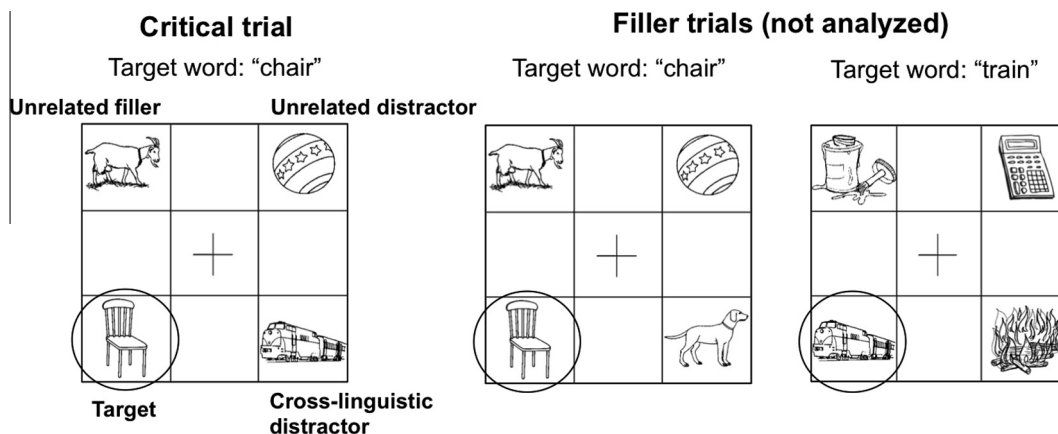 Critical trial
Target word: “chair”
Unrelated filler
Unrelated distractor
Target
Cross-linguistic
distractor
Filler trials (not analyzed)
Target word: “chair”
Target word: “train”